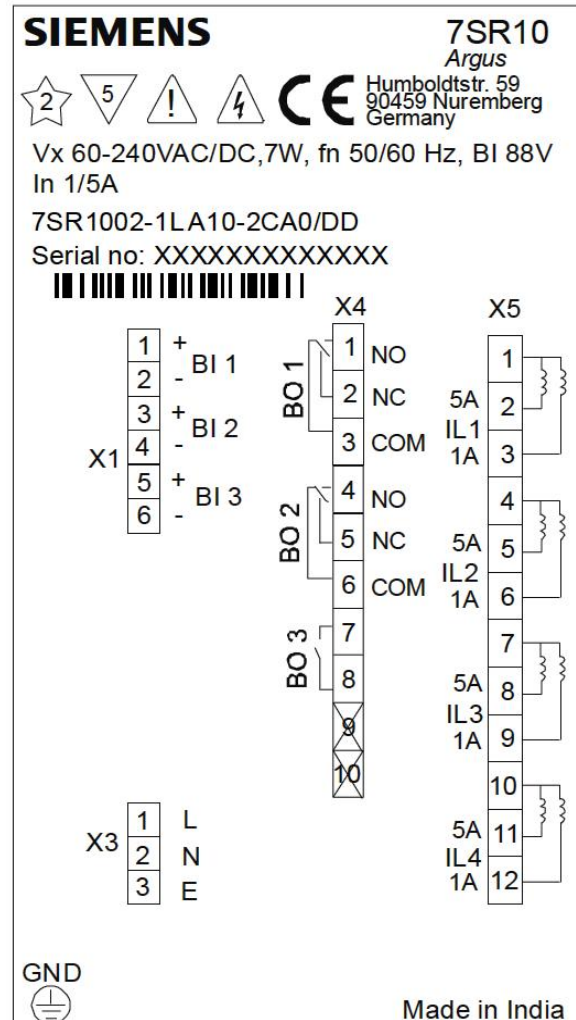 SIEMENS 7SR10
Argus
2 5 ! CE Humboldtstr. 59
90459 Nuremberg
Germany
Vx 60-240VAC/DC,7W, fn 50/60 Hz, BI 88V
In 1/5A
7SR1002-1LA10-2CA0/DD
Serial no: XXXXXXXXXXXXX
X1
1 +
BI 1
2 -
3 +
BI 2
4 -
5 +
BI 3
6 -
X3
1 L
2 N
3 E
X4
BO 1
1 NO
2 NC
3 COM
BO 2
4 NO
5 NC
6 COM
BO 3
7
8
9
10
X5
1
5A 2
IL1
1A 3
4
5A 5
IL2
1A 6
7
5A 8
IL3
1A 9
10
5A 11
IL4
1A 12
GND
Made in India